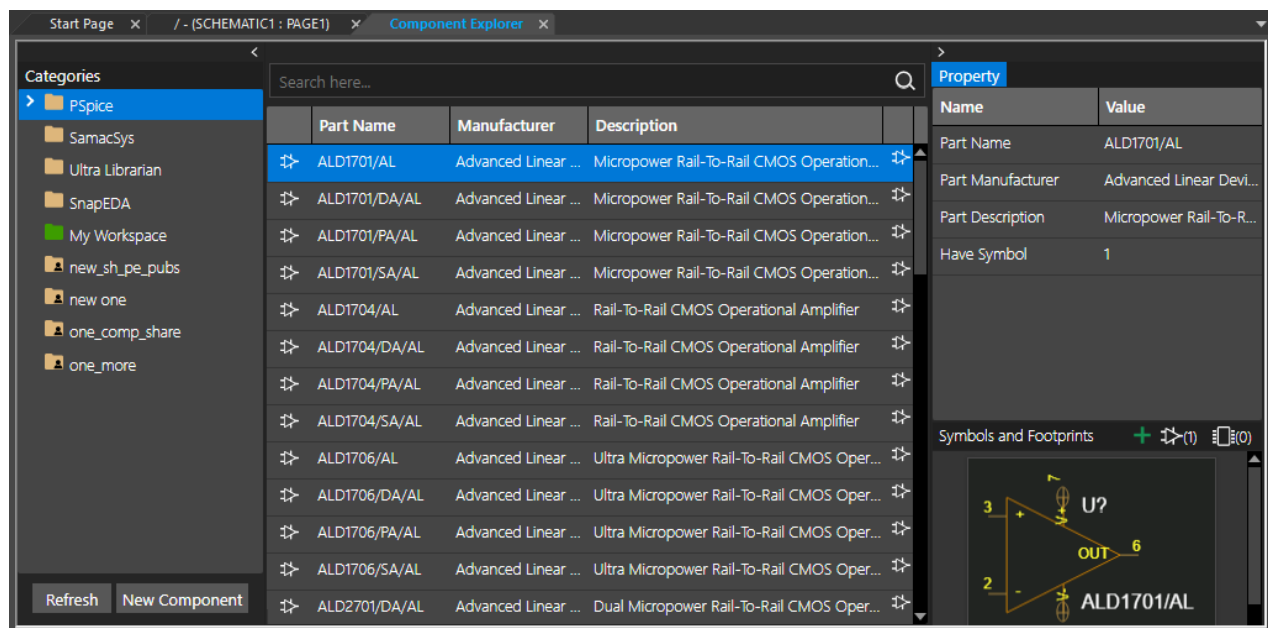 Start Page
/ - (SCHEMATIC1 : PAGE1)
Component Explorer
Categories
PSpice
SamacSys
Ultra Librarian
SnapEDA
My Workspace
new_sh_pe_pubs
new one
one_comp_share
one_more
Refresh
New Component
Search here...
Part Name Manufacturer Description
ALD1701/AL Advanced Linear ... Micropower Rail-To-Rail CMOS Operation...
ALD1701/DA/AL Advanced Linear ... Micropower Rail-To-Rail CMOS Operation...
ALD1701/PA/AL Advanced Linear ... Micropower Rail-To-Rail CMOS Operation...
ALD1701/SA/AL Advanced Linear ... Micropower Rail-To-Rail CMOS Operation...
ALD1704/AL Advanced Linear ... Rail-To-Rail CMOS Operational Amplifier
ALD1704/DA/AL Advanced Linear ... Rail-To-Rail CMOS Operational Amplifier
ALD1704/PA/AL Advanced Linear ... Rail-To-Rail CMOS Operational Amplifier
ALD1704/SA/AL Advanced Linear ... Rail-To-Rail CMOS Operational Amplifier
ALD1706/AL Advanced Linear ... Ultra Micropower Rail-To-Rail CMOS Oper...
ALD1706/DA/AL Advanced Linear ... Ultra Micropower Rail-To-Rail CMOS Oper...
ALD1706/PA/AL Advanced Linear ... Ultra Micropower Rail-To-Rail CMOS Oper...
ALD1706/SA/AL Advanced Linear ... Ultra Micropower Rail-To-Rail CMOS Oper...
ALD2701/DA/AL Advanced Linear ... Dual Micropower Rail-To-Rail CMOS Oper...
Property
Name Value
Part Name ALD1701/AL
Part Manufacturer Advanced Linear Devi...
Part Description Micropower Rail-To-R...
Have Symbol 1
Symbols and Footprints (1) (0)
7
U?
3
+
V+
OUT
6
2
-
V-
ALD1701/AL